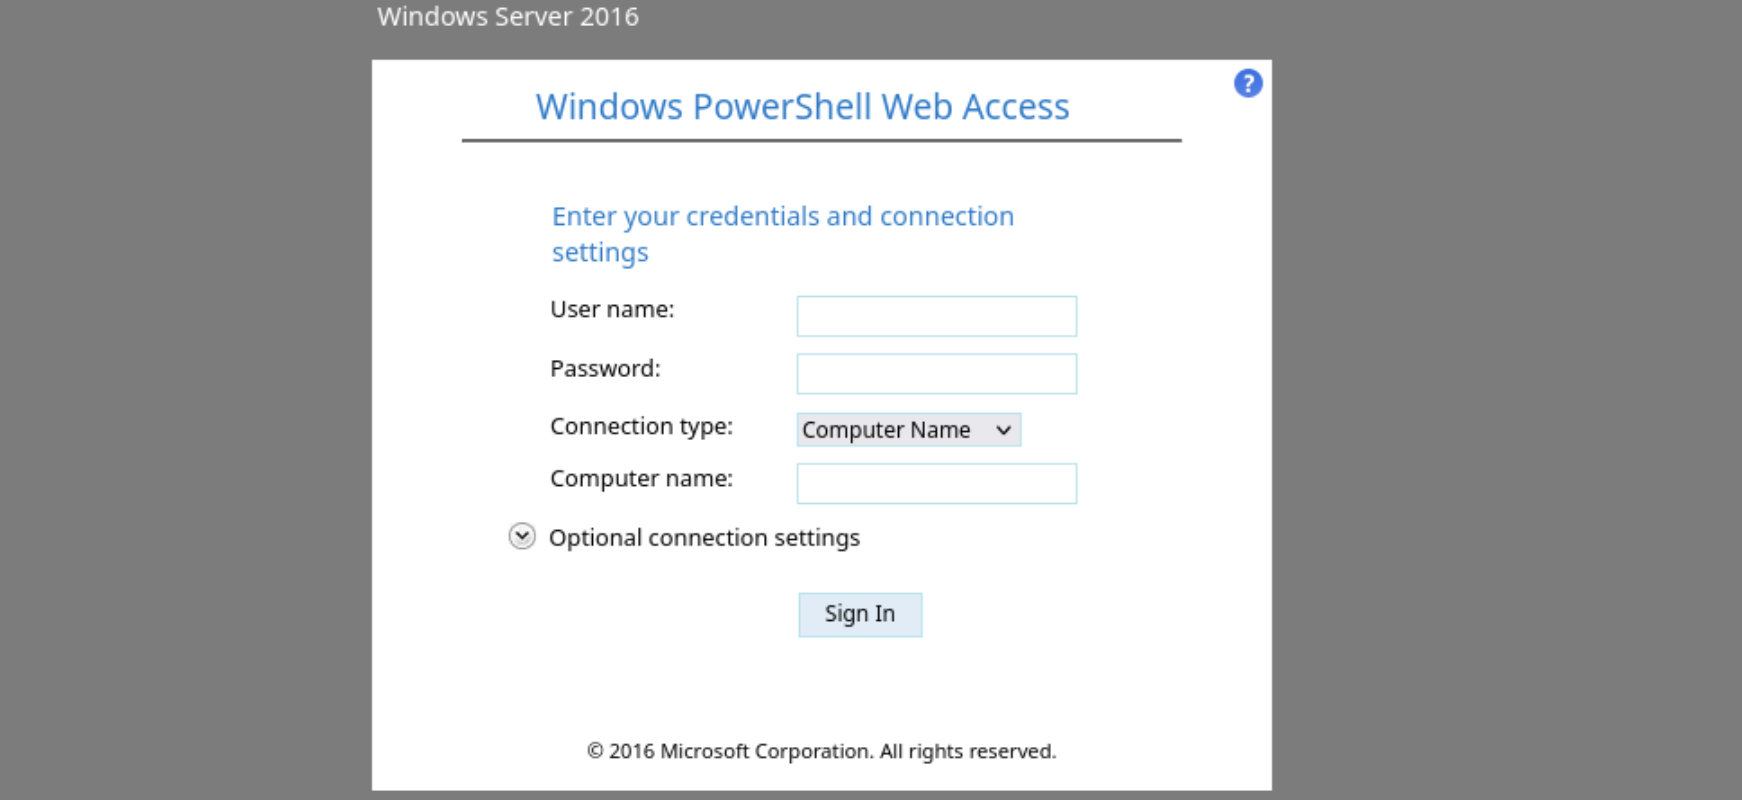 Windows Server 2016
?
Windows PowerShell Web Access
Enter your credentials and connection
settings
User name:
Password:
Connection type: Computer Name
Computer name:
Optional connection settings
Sign In
© 2016 Microsoft Corporation. All rights reserved.